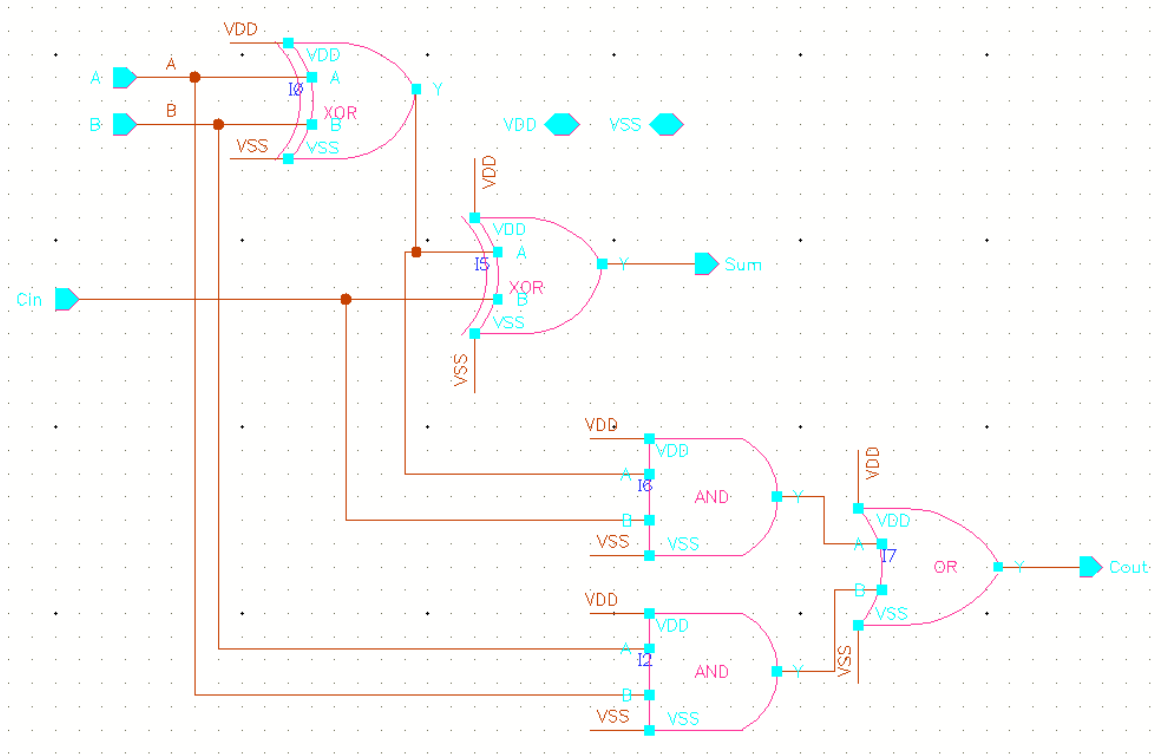 VDD
VDD
A A A
I0
XOR
Y
B B B
VSS VSS
VDD VSS
VDD
VDD
A
I5
Y Sum
XOR
Cin B
VSS
VSS
VDD
VDD
A
I6
AND Y
B
VSS VSS
VDD
VDD
A
I7
OR Y Cout
B
VSS
VSS
VDD
VDD
A
I2
AND Y
B
VSS VSS